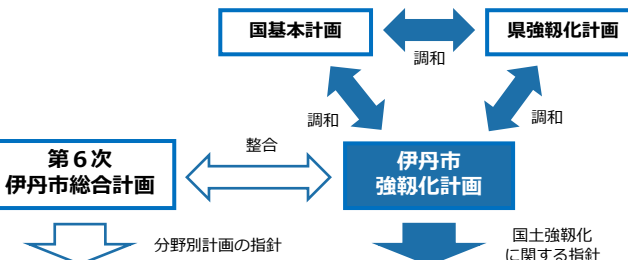 国基本計画
県強靱化計画
調和
調和
調和
整合
第６次
伊丹市総合計画
伊丹市
強靱化計画
分野別計画の指針
国土強靱化
に関する指針